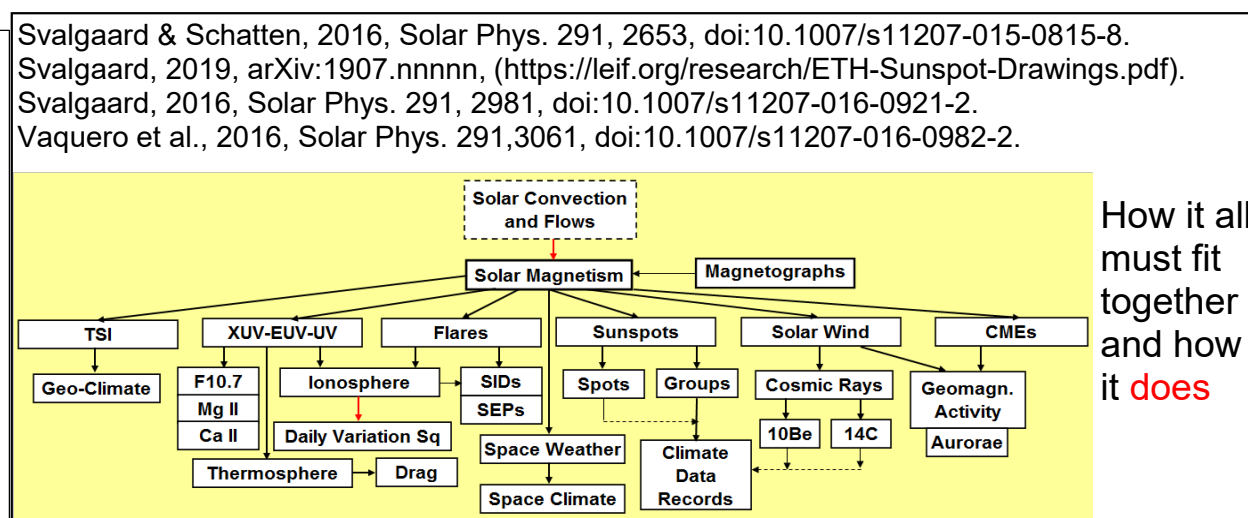 Svalgaard & Schatten, 2016, Solar Phys. 291, 2653, doi:10.1007/s11207-015-0815-8.
Svalgaard, 2019, arXiv:1907.nnnnn, (https://leif.org/research/ETH-Sunspot-Drawings.pdf).
Svalgaard, 2016, Solar Phys. 291, 2981, doi:10.1007/s11207-016-0921-2.
Vaquero et al., 2016, Solar Phys. 291,3061, doi:10.1007/s11207-016-0982-2.
Solar Convection
and Flows
Solar Magnetism
Magnetographs
TSI
XUV-EUV-UV
Flares
Sunspots
Solar Wind
CMEs
Geo-Climate
F10.7
Mg II
Ca II
Ionosphere
SIDs
SEPs
Spots
Groups
Cosmic Rays
Geomagn.
Activity
Aurorae
Daily Variation Sq
10Be
14C
Thermosphere
Drag
Space Weather
Space Climate
Climate
Data
Records
How it all
must fit
together
and how
it does